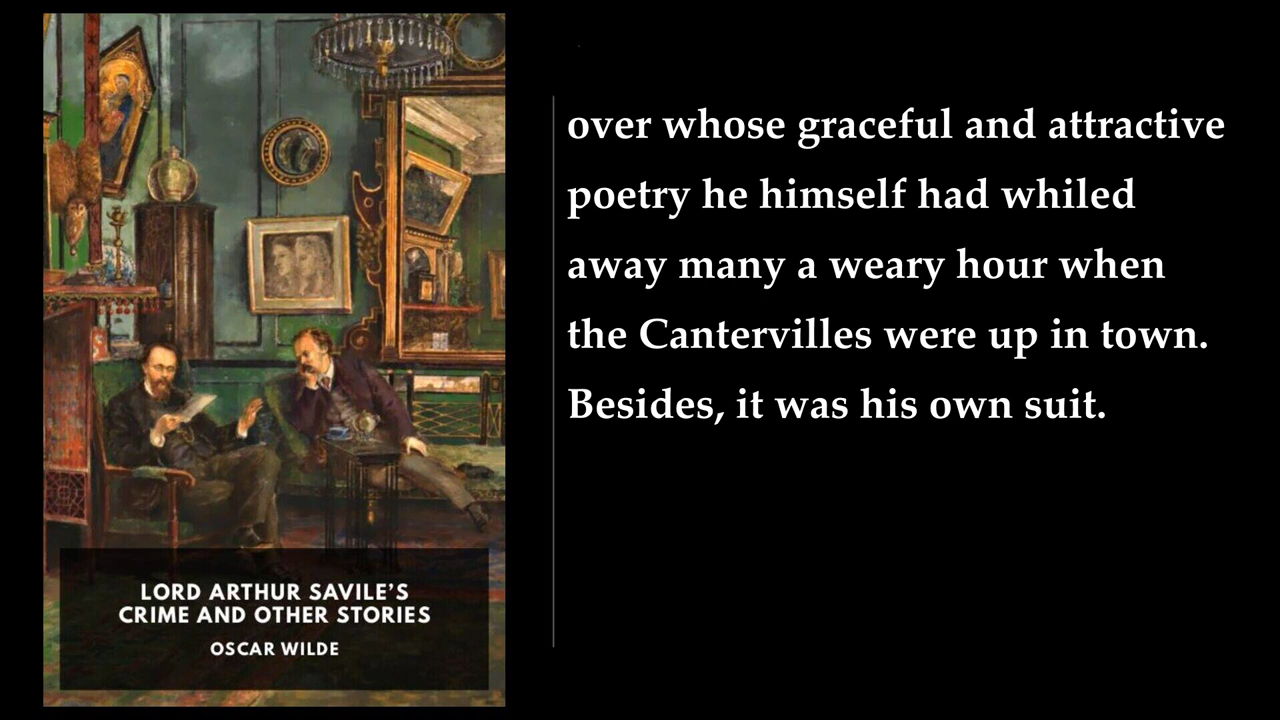 over whose graceful and attractive
poetry he himself had whiled
away many a weary hour when
the Cantervilles were up in town.
Besides, it was his own suit.
LORD ARTHUR SAVILE’S
CRIME AND OTHER STORIES
OSCAR WILDE